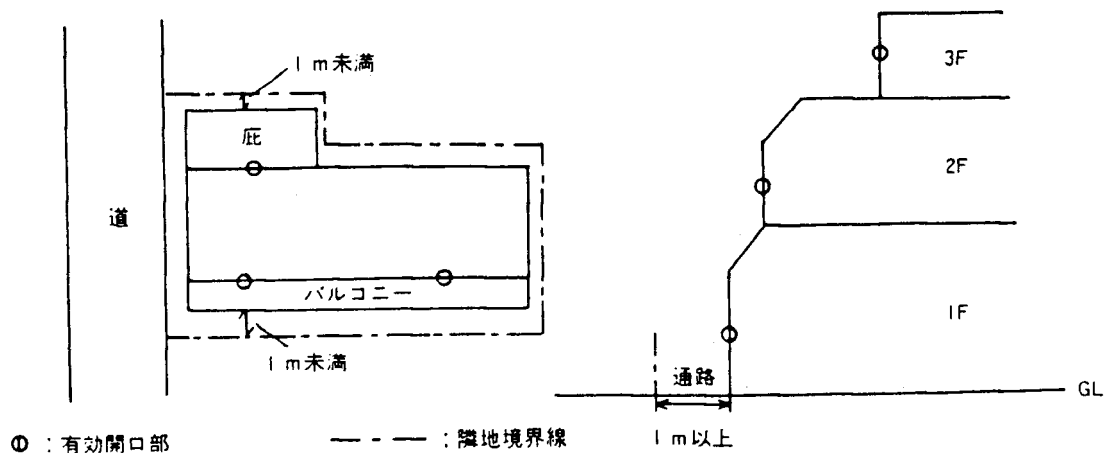 1m未満
庇
道
バルコニー
1m未満
3F
2F
1F
通路
GL
1m以上
:有効開口部
:隣地境界線